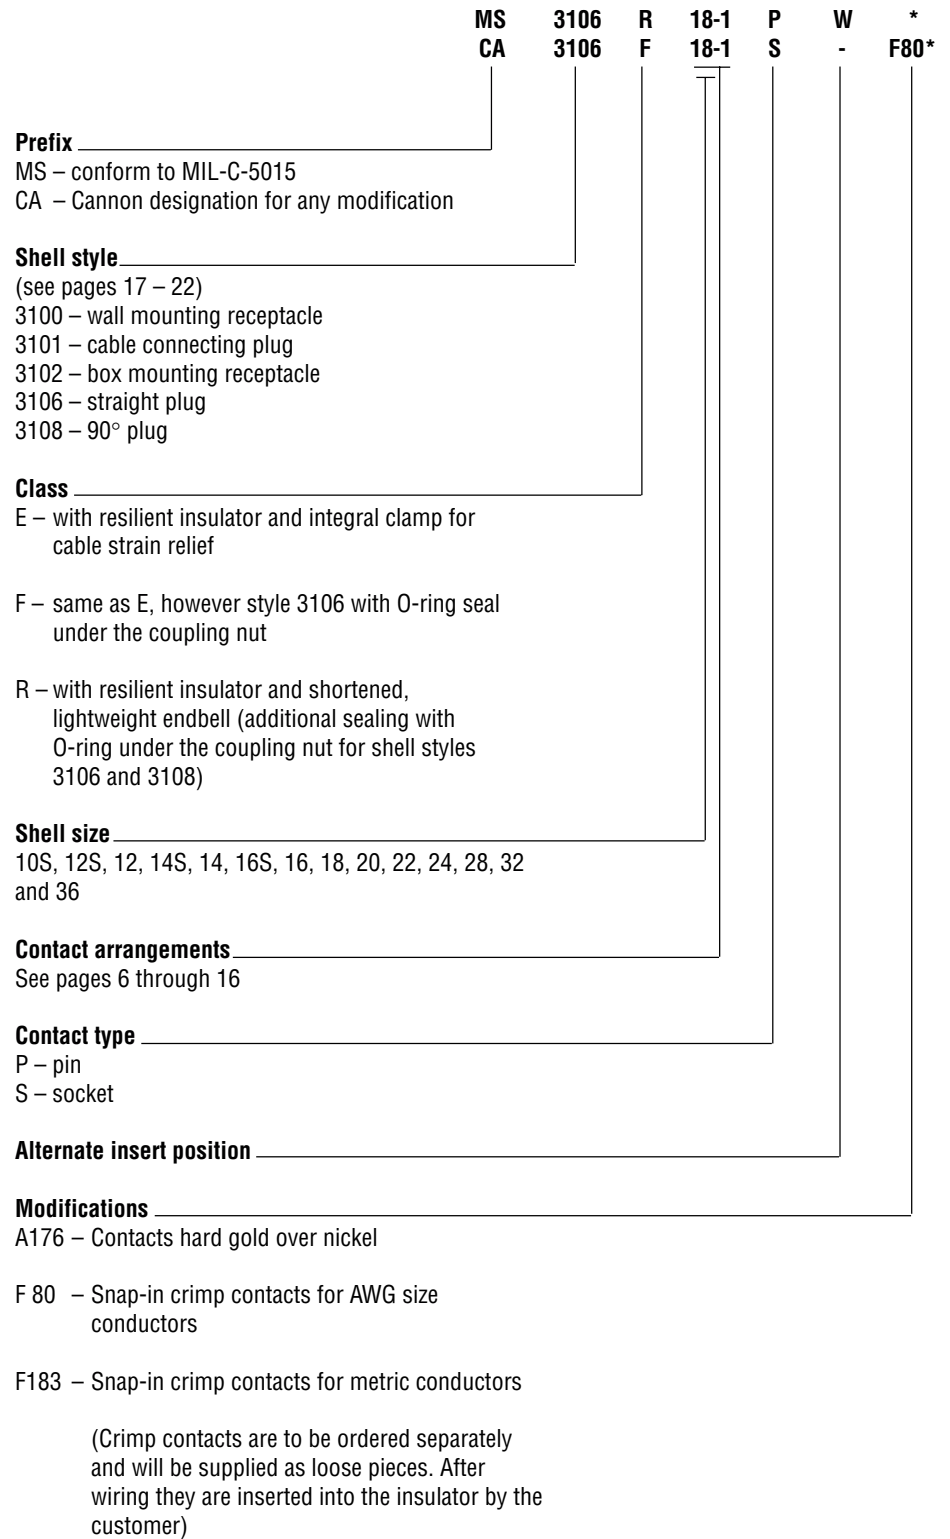 MS 3106 R 18-1 P W *
CA 3106 F 18-1 S - F80*
Prefix
MS – conform to MIL-C-5015
CA – Cannon designation for any modification
Shell style
(see pages 17 – 22)
3100 – wall mounting receptacle
3101 – cable connecting plug
3102 – box mounting receptacle
3106 – straight plug
3108 – 90° plug
Class
E – with resilient insulator and integral clamp for
cable strain relief
F – same as E, however style 3106 with O-ring seal
under the coupling nut
R – with resilient insulator and shortened,
lightweight endbell (additional sealing with
O-ring under the coupling nut for shell styles
3106 and 3108)
Shell size
10S, 12S, 12, 14S, 14, 16S, 16, 18, 20, 22, 24, 28, 32
and 36
Contact arrangements
See pages 6 through 16
Contact type
P – pin
S – socket
Alternate insert position
Modifications
A176 – Contacts hard gold over nickel
F 80 – Snap-in crimp contacts for AWG size
conductors
F183 – Snap-in crimp contacts for metric conductors
(Crimp contacts are to be ordered separately
and will be supplied as loose pieces. After
wiring they are inserted into the insulator by the
customer)